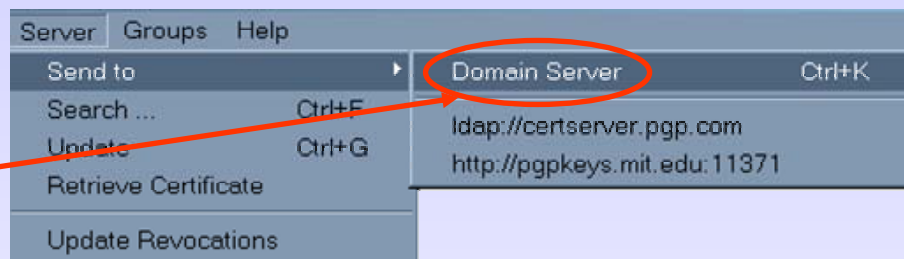 Server Groups Help
Send to
Domain Server Ctrl+K
Search ... Ctrl+F
ldap://certserver.pgp.com
Update Ctrl+G
http://pgpkeys.mit.edu:11371
Retrieve Certificate
Update Revocations